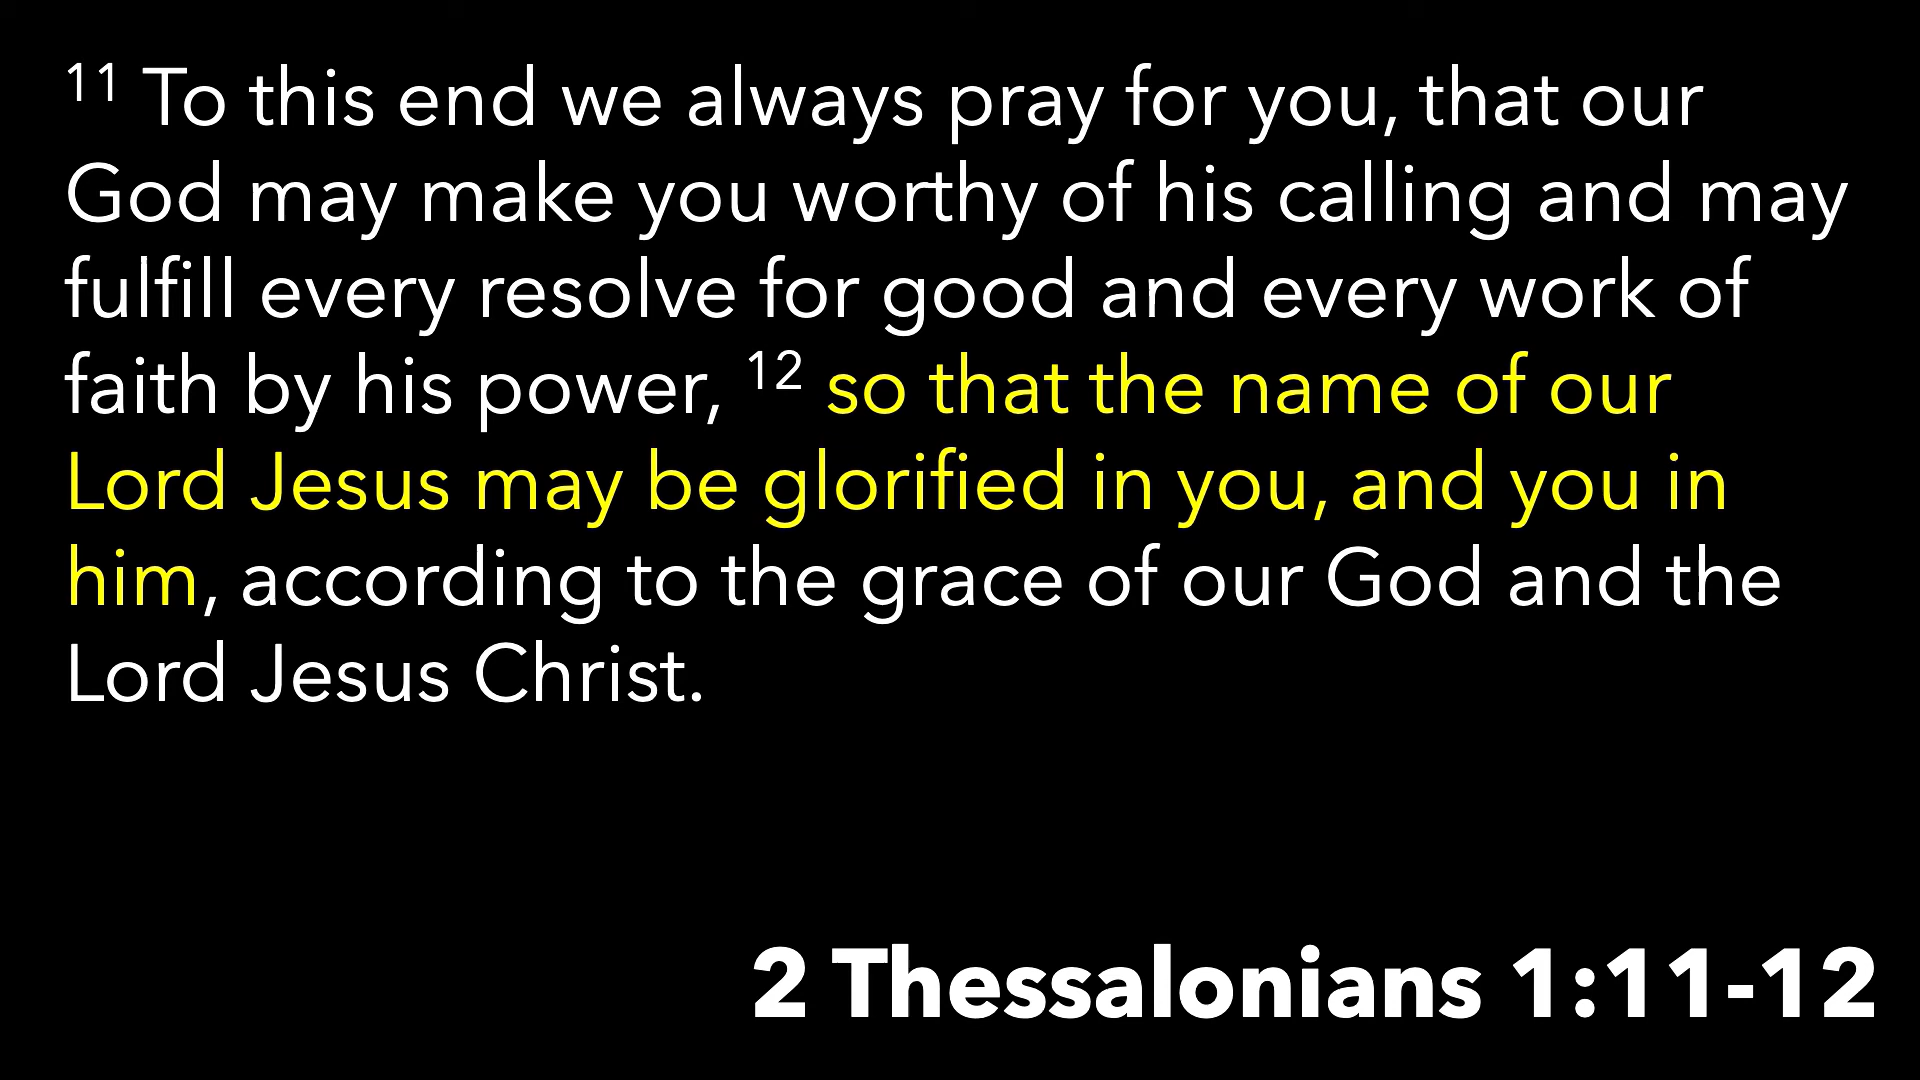 11 To this end we always pray for you, that our
God may make you worthy of his calling and may
fulfill every resolve for good and every work of
faith by his power, 12 so that the name of our
Lord Jesus may be glorified in you, and you in
him, according to the grace of our God and the
Lord Jesus Christ.
2 Thessalonians 1:11-12